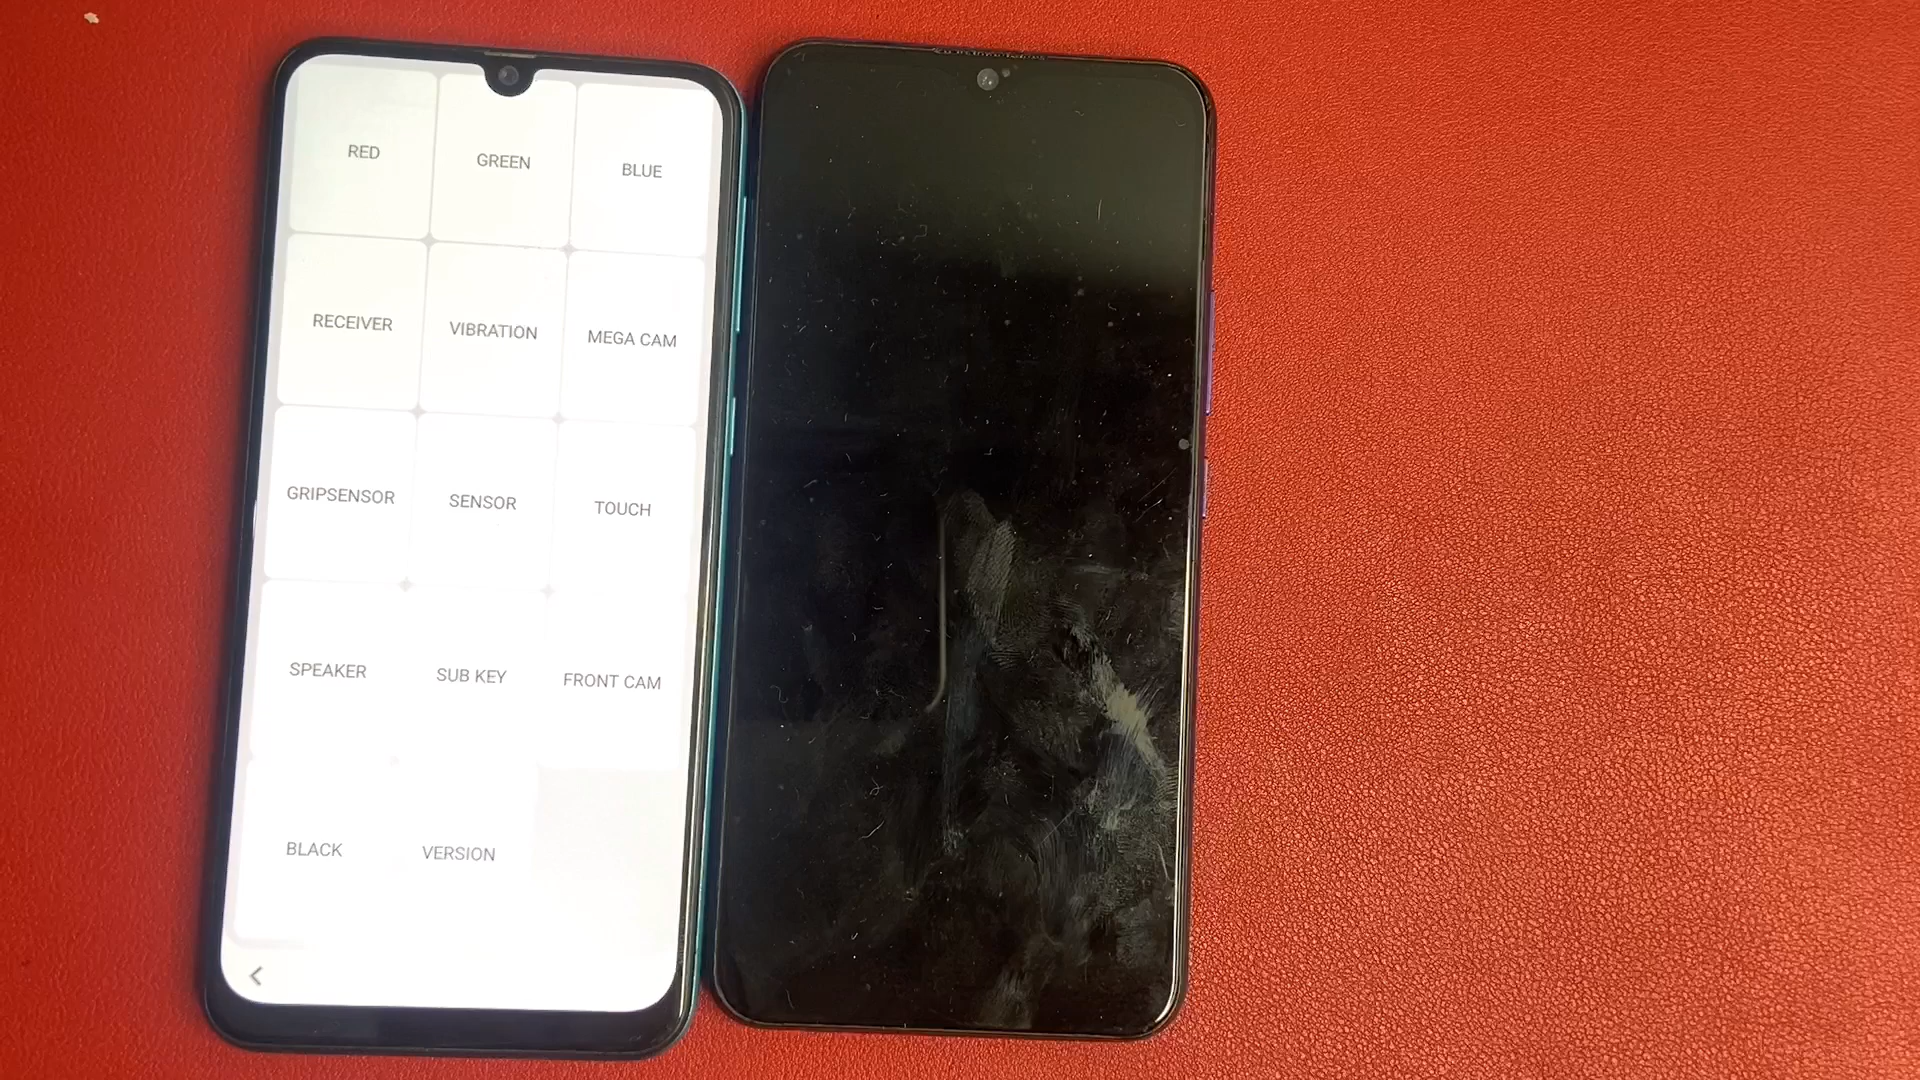 RED
GREEN
BLUE
RECEIVER
VIBRATION
MEGA CAM
GRIPSENSOR
SENSOR
TOUCH
SPEAKER
SUB KEY
FRONT CAM
BLACK
VERSION